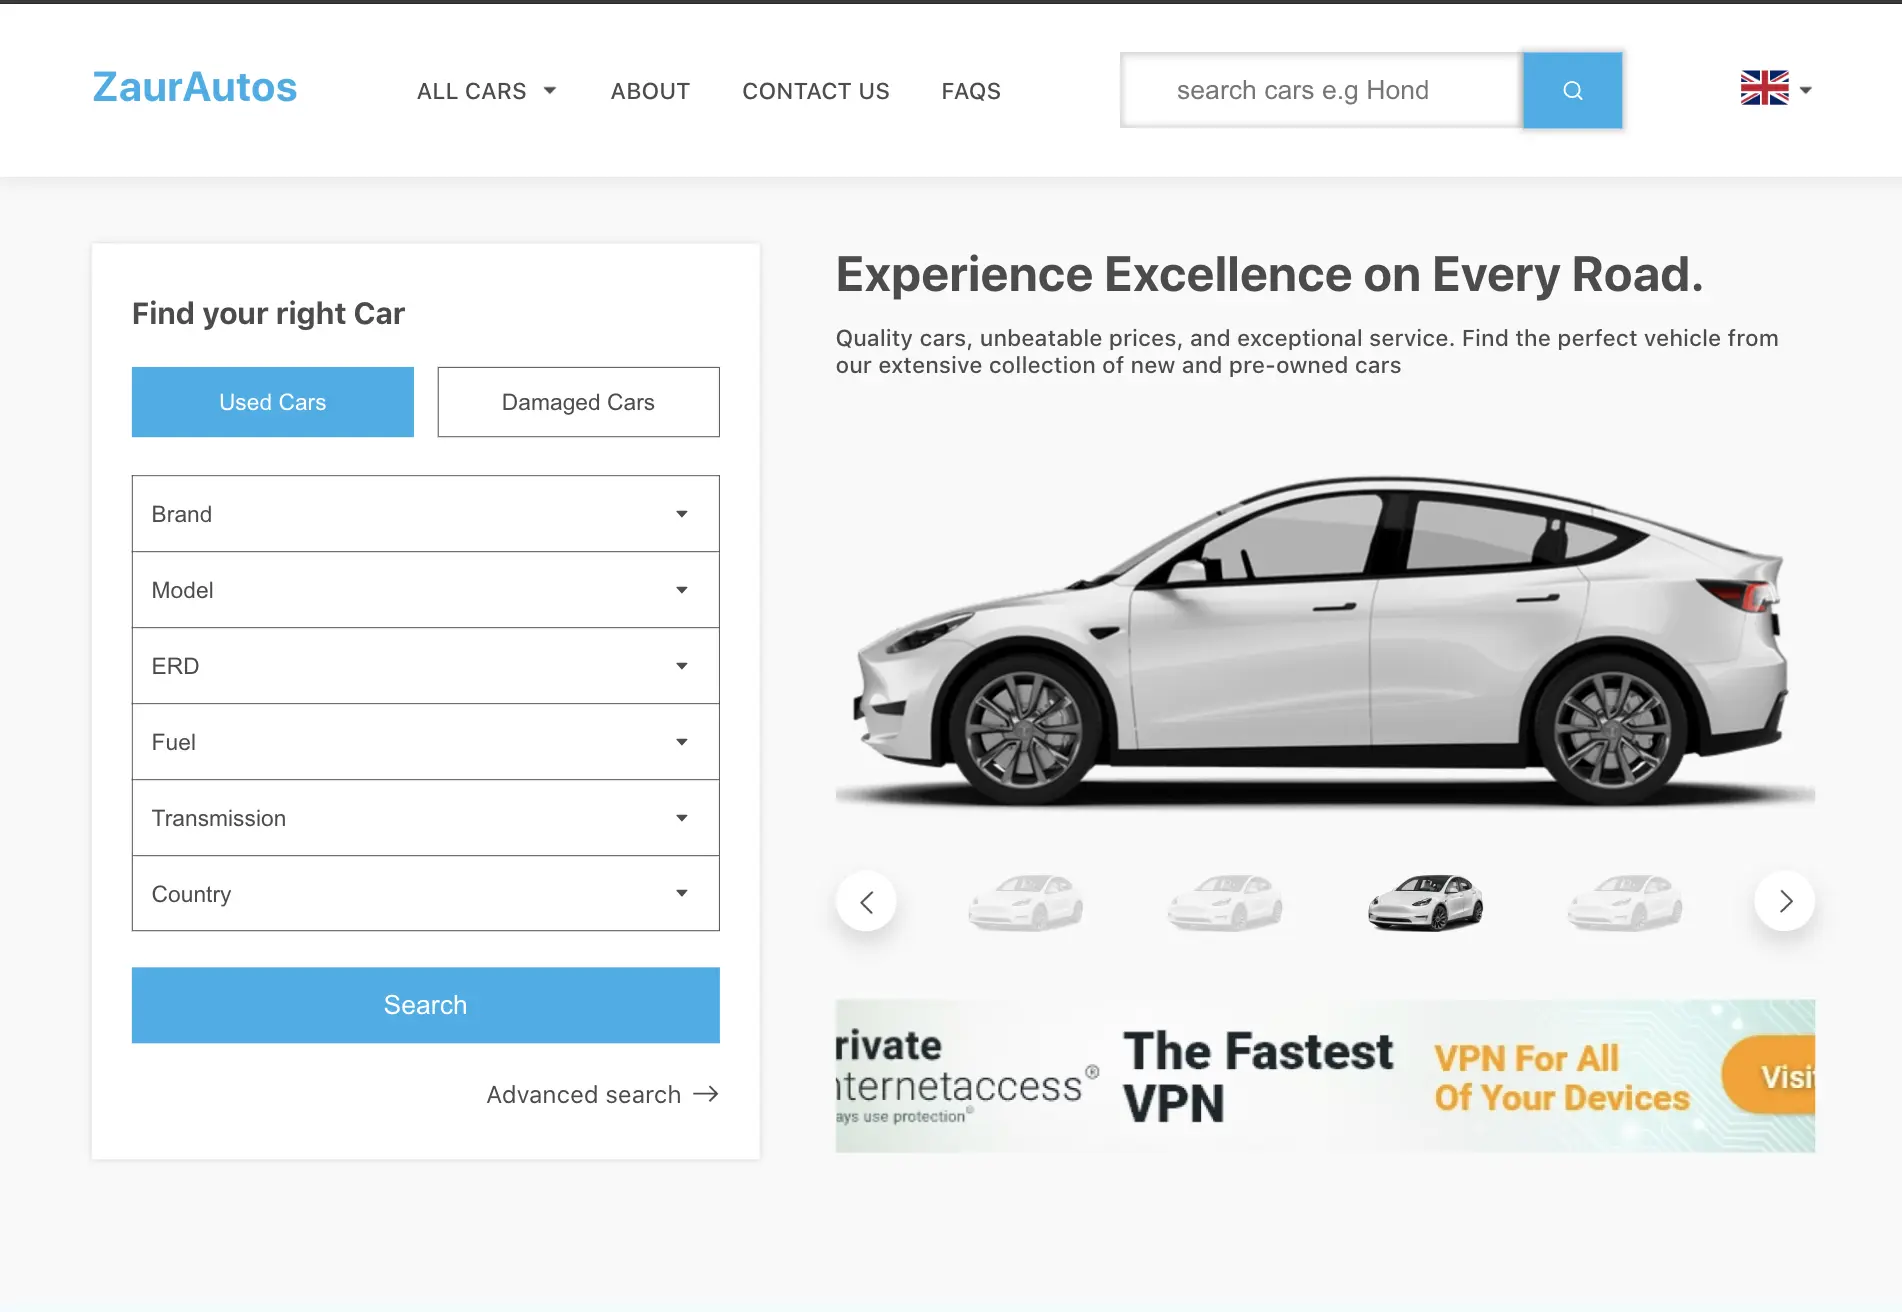 ZaurAutos
ALL CARS
ABOUT
CONTACT US
FAQS
search cars e.g Hond
Find your right Car
Used Cars
Damaged Cars
Brand
Model
ERD
Fuel
Transmission
Country
Search
Advanced search
Experience Excellence on Every Road.
Quality cars, unbeatable prices, and exceptional service. Find the perfect vehicle from
our extensive collection of new and pre-owned cars
rivate
nternetaccess®
ays use protection®
The Fastest
VPN
VPN For All
Of Your Devices
Visi